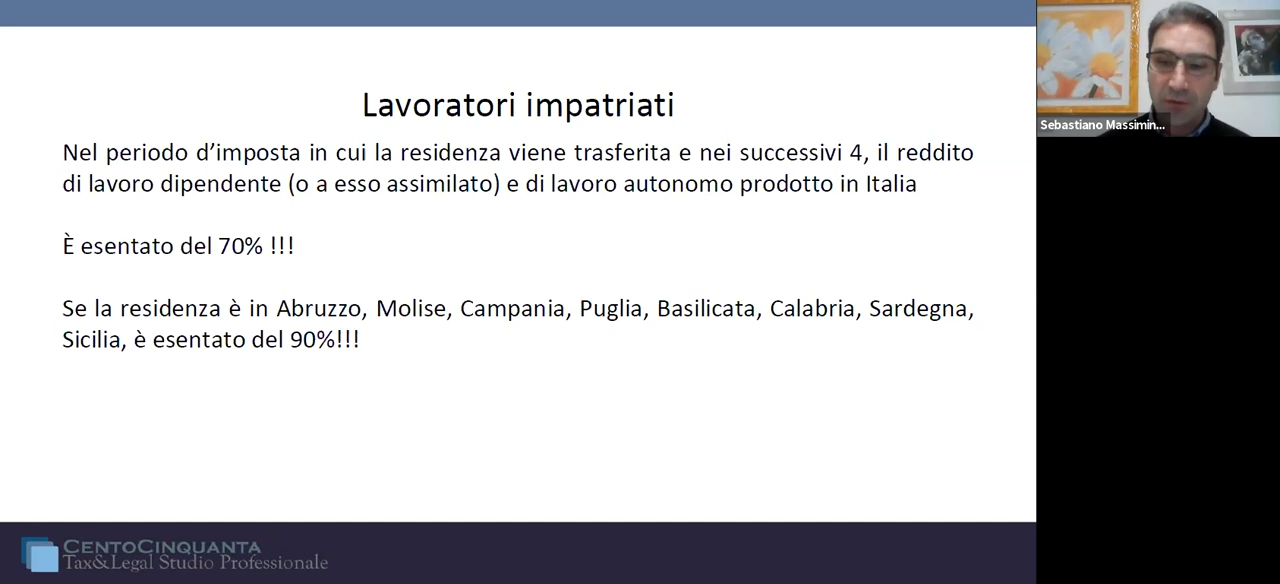 Lavoratori impatriati
Nel periodo d’imposta in cui la residenza viene trasferita e nei successivi 4, il reddito
di lavoro dipendente (o a esso assimilato) e di lavoro autonomo prodotto in Italia
È esentato del 70% !!!
Se la residenza è in Abruzzo, Molise, Campania, Puglia, Basilicata, Calabria, Sardegna,
Sicilia, è esentato del 90%!!!
CENTOCINQUANTA
Tax&Legal Studio Professionale
Sebastiano Massimin...